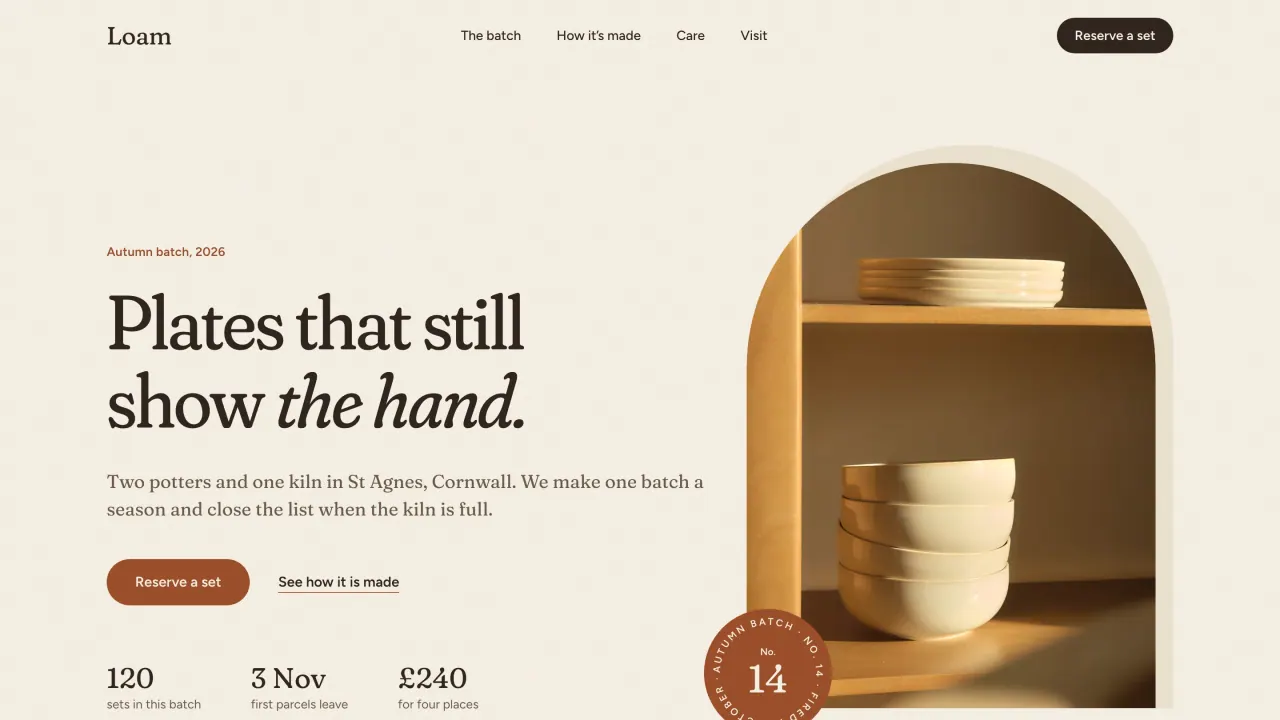 Loam
The batch
How it's made
Care
Visit
Reserve a set
Autumn batch, 2026
Plates that still
show the hand.
Two potters and one kiln in St Agnes, Cornwall. We make one batch a
season and close the list when the kiln is full.
Reserve a set
See how it is made
120
sets in this batch
3 Nov
first parcels leave
£240
for four places
AUTUMN BATCH · NO. 14 ·
No.
14